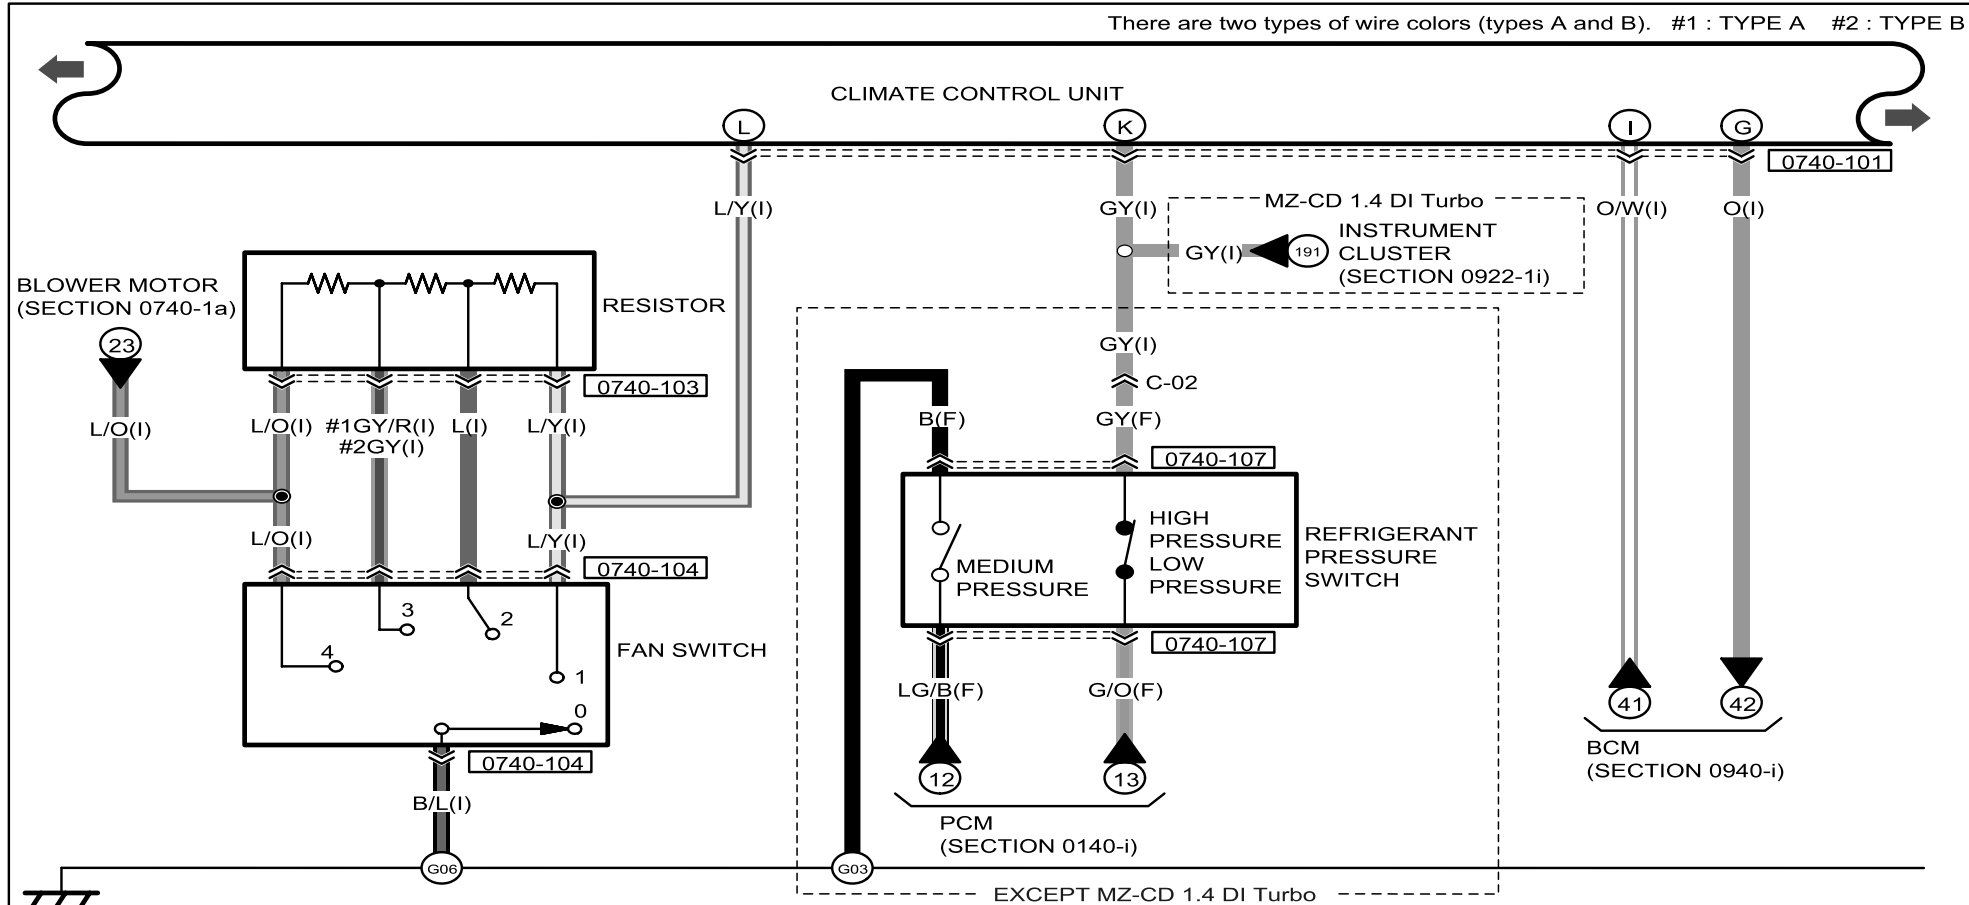 There are two types of wire colors (types A and B). #1 : TYPE A #2 : TYPE B
CLIMATE CONTROL UNIT
L
K
I
G
0740-101
L/Y(I)
GY(I)
MZ-CD 1.4 DI Turbo
O/W(I)
O(I)
GY(I)
191
INSTRUMENT
CLUSTER
(SECTION 0922-1i)
BLOWER MOTOR
(SECTION 0740-1a)
RESISTOR
23
GY(I)
0740-103
C-02
L/O(I)
L/O(I)
#1GY/R(I)
#2GY(I)
L(I)
L/Y(I)
B(F)
GY(F)
0740-107
L/O(I)
L/Y(I)
0740-104
HIGH
PRESSURE
LOW
PRESSURE
MEDIUM
PRESSURE
REFRIGERANT
PRESSURE
SWITCH
3
2
4
1
0
FAN SWITCH
0740-107
LG/B(F)
G/O(F)
41
42
BCM
(SECTION 0940-i)
0740-104
B/L(I)
12
13
PCM
(SECTION 0140-i)
G06
G03
EXCEPT MZ-CD 1.4 DI Turbo